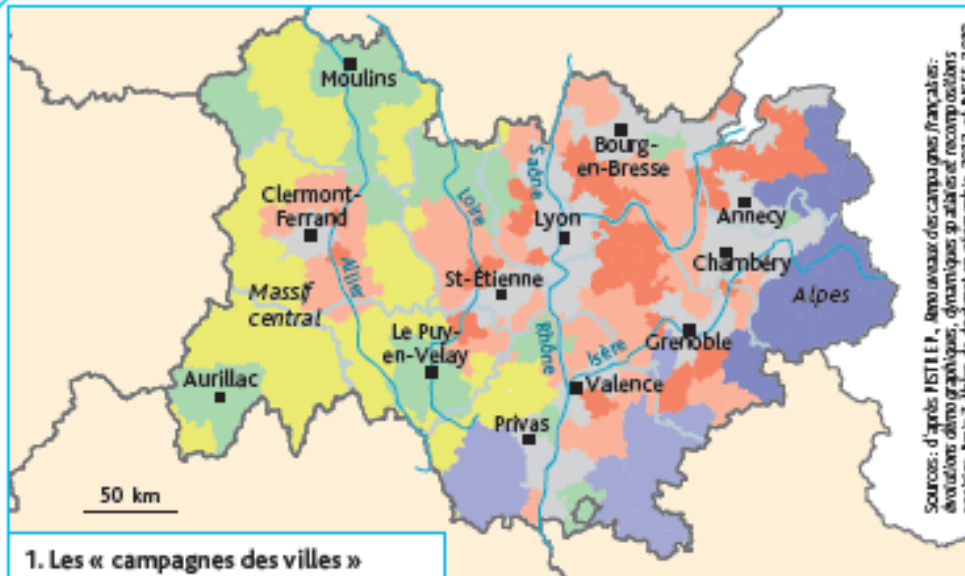 Moulins
Bourg-
en-Bresse
Saône
Loire
Clermont-
Ferrand
Lyon
Annecy
Chambéry
Allier
St-Étienne
Alpes
Massif
central
Le Puy-
en-Velay
Rhône
Isère
Grenoble
Aurillac
Valence
Privas
50 km
1. Les « campagnes des villes »
Sources : d'après Renouveaux des campagnes françaises :
évolutions démographiques, dynamiques spatiales et recompositions